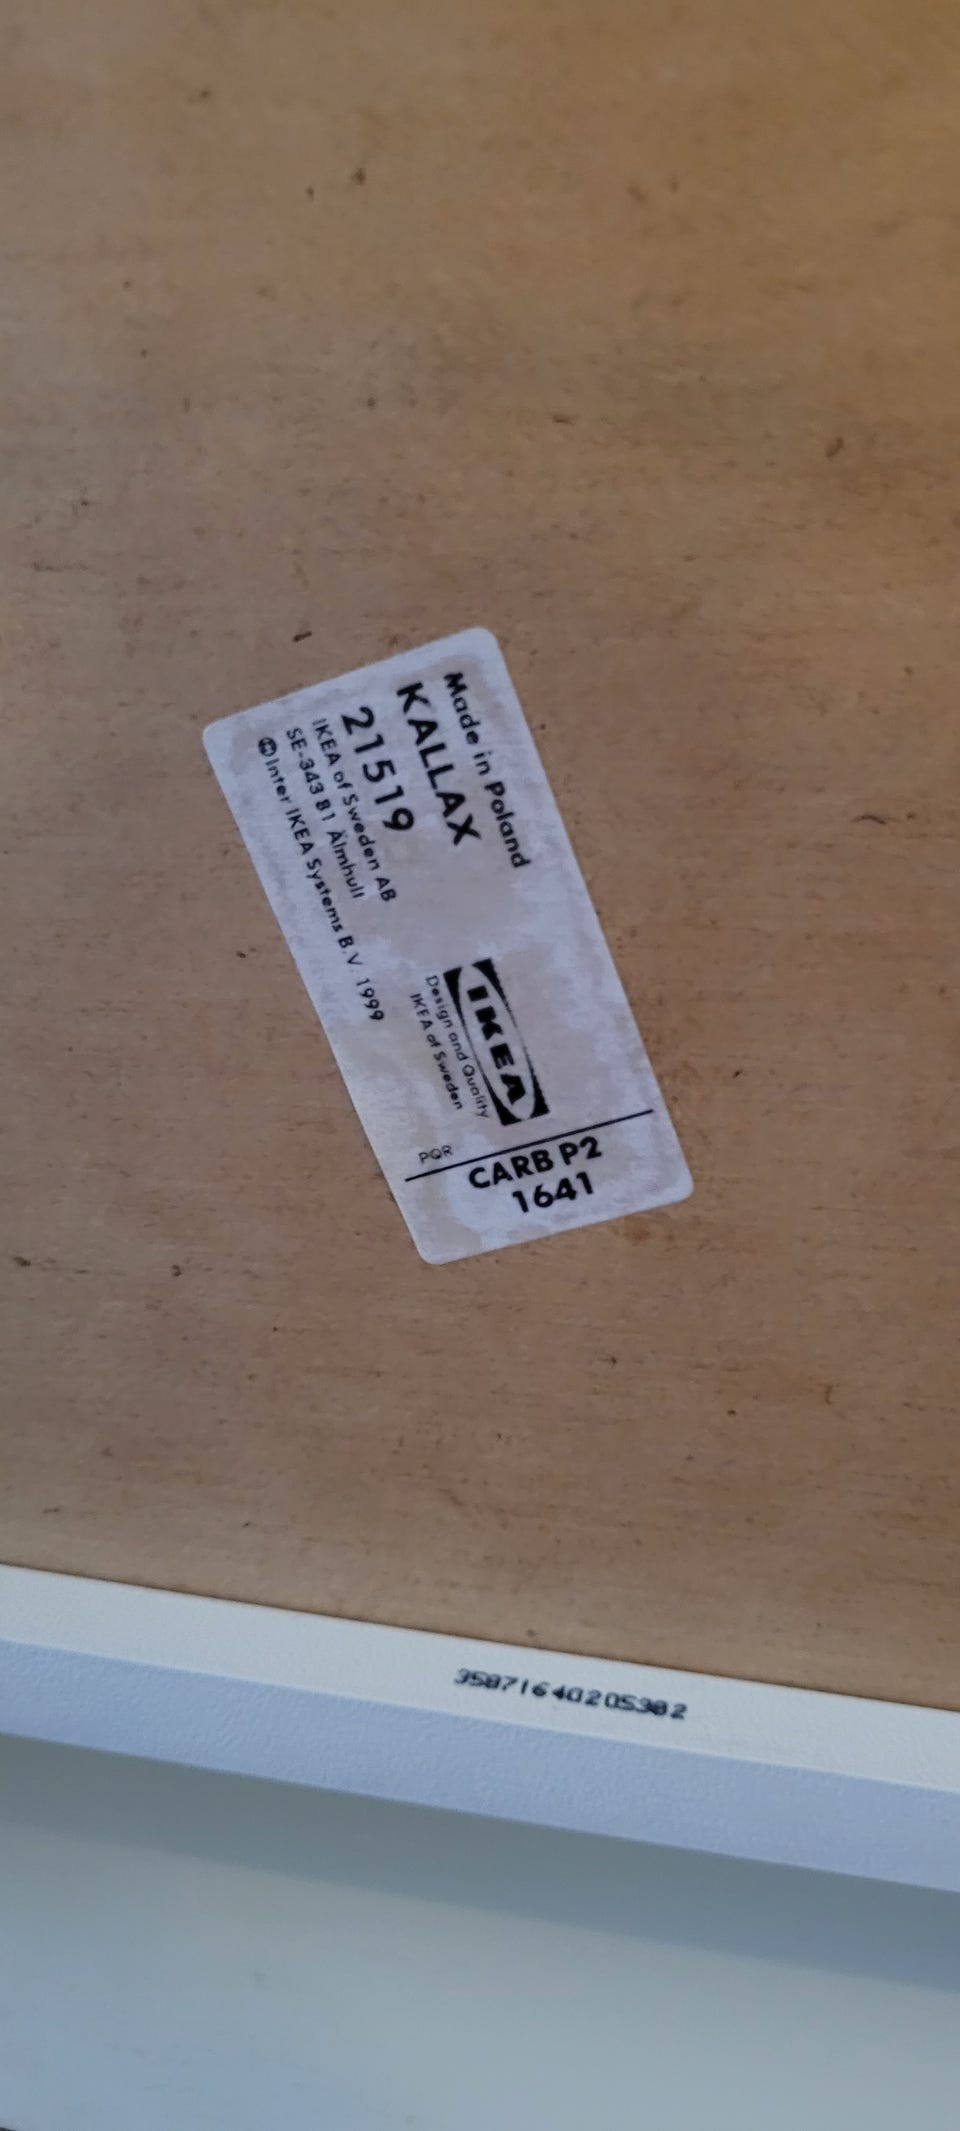 Made in Poland
KALLAX
21519
IKEA of Sweden AB
SE-343 81 Älmhult
Inter IKEA Systems B.V. 1999
IKEA
Design and Quality
IKEA of Sweden
PQR
CARB P2
1641
35871640205302